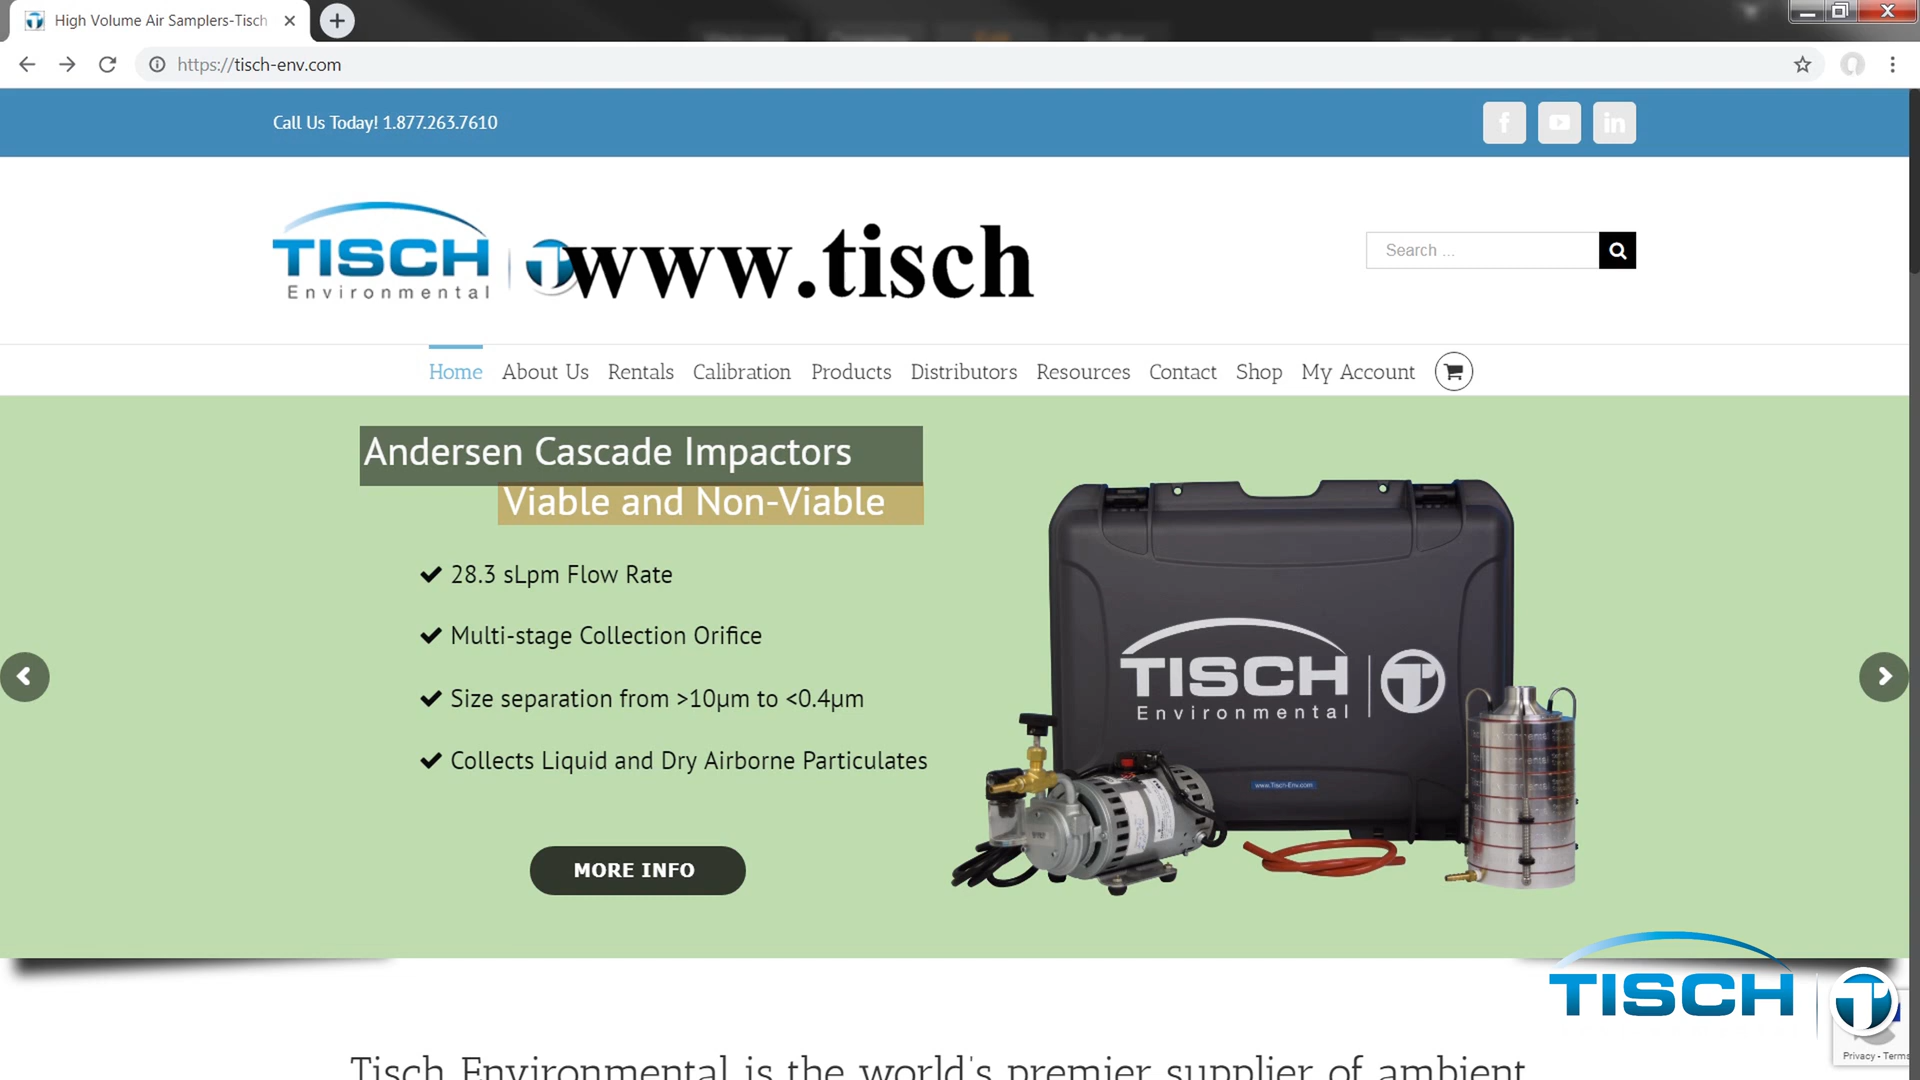 High Volume Air Samplers-Tisch
https://tisch-env.com
Call Us Today! 1.877.263.7610
TISCH
Environmental
www.tisch
Search ...
Home About Us Rentals Calibration Products Distributors Resources Contact Shop My Account
Andersen Cascade Impactors
Viable and Non-Viable
28.3 sLpm Flow Rate
Multi-stage Collection Orifice
Size separation from >10µm to <0.4µm
Collects Liquid and Dry Airborne Particulates
MORE INFO
TISCH
Environmental
www.Tisch-Env.com
TISCH
Privacy - Terms
Tisch Environmental is the world's premier supplier of ambient